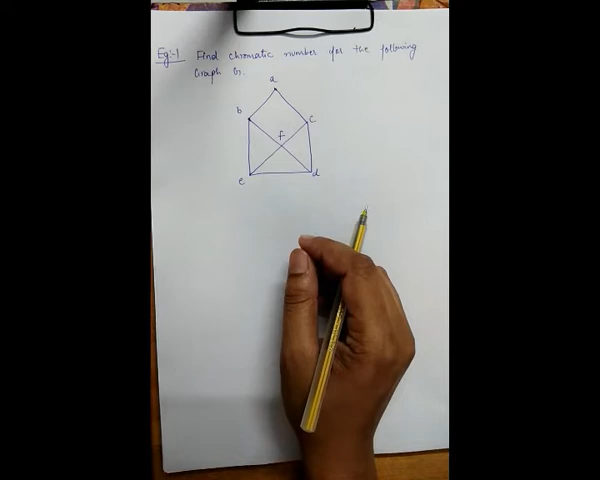 Eg:-1 Find chromatic number for the following
Graph G.
a
b
c
f
e
d